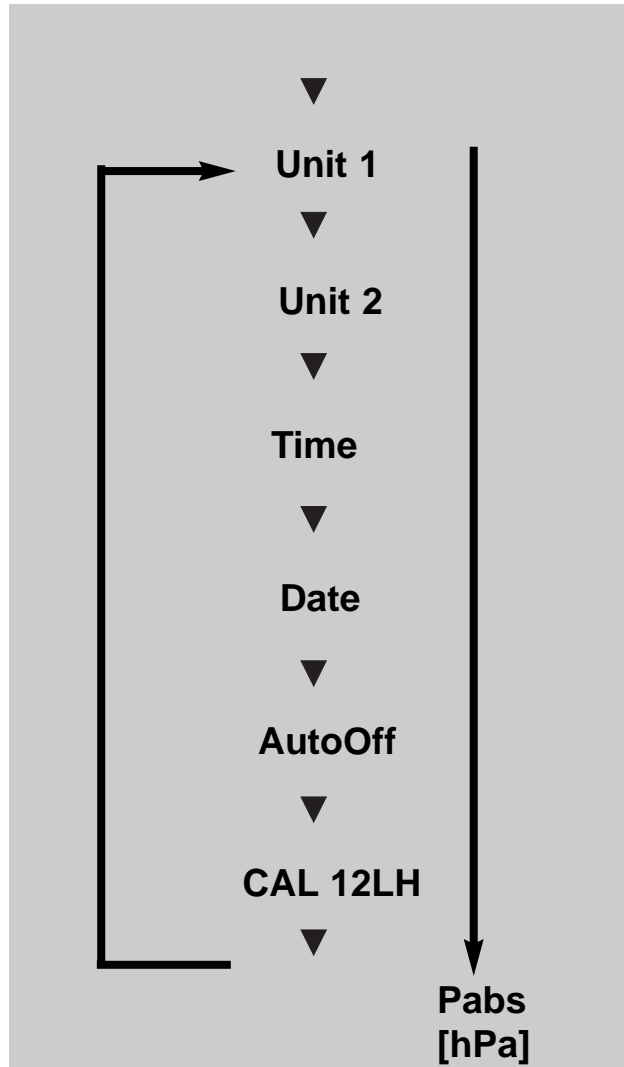 Unit 1
Unit 2
Time
Date
AutoOff
CAL 12LH
Pabs
[hPa]